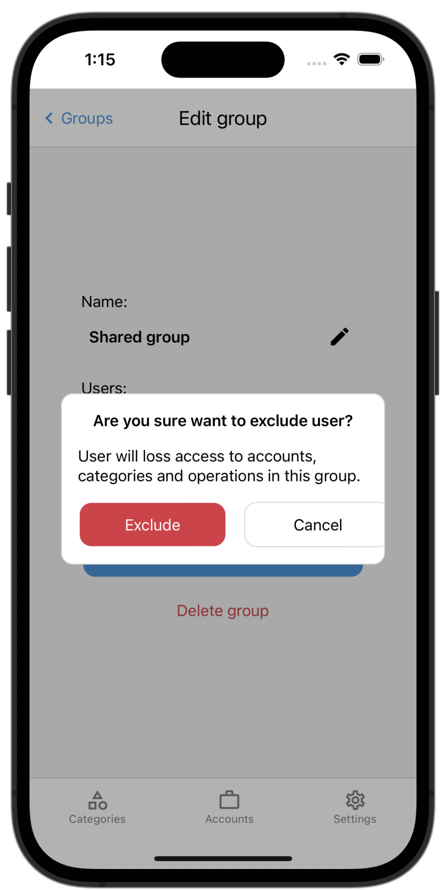 1:15
Groups
Edit group
Name:
Shared group
Users:
Are you sure want to exclude user?
User will loss access to accounts,
categories and operations in this group.
Exclude
Cancel
Delete group
Categories
Accounts
Settings